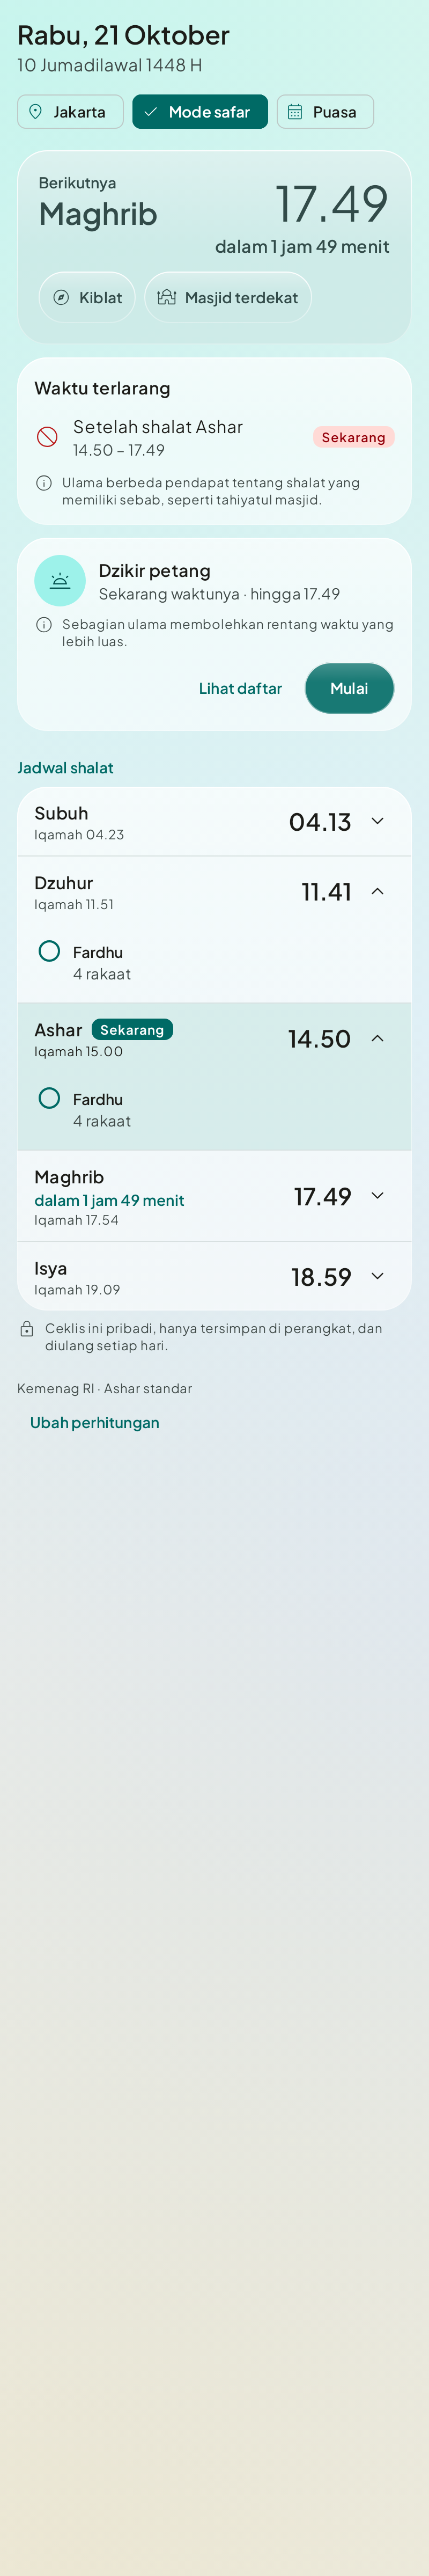 Rabu, 21 Oktober
10 Jumadilawal 1448 H
Jakarta
Mode safar
Puasa
Berikutnya
Maghrib
17.49
dalam 1 jam 49 menit
Kiblat
Masjid terdekat
Waktu terlarang
Setelah shalat Ashar
14.50 – 17.49
Sekarang
Ulama berbeda pendapat tentang shalat yang
memiliki sebab, seperti tahiyatul masjid.
Dzikir petang
Sekarang waktunya · hingga 17.49
Sebagian ulama membolehkan rentang waktu yang
lebih luas.
Lihat daftar
Mulai
Jadwal shalat
Subuh
Iqamah 04.23
04.13
Dzuhur
Iqamah 11.51
11.41
Fardhu
4 rakaat
Ashar
Sekarang
Iqamah 15.00
14.50
Fardhu
4 rakaat
Maghrib
dalam 1 jam 49 menit
Iqamah 17.54
17.49
Isya
Iqamah 19.09
18.59
Ceklis ini pribadi, hanya tersimpan di perangkat, dan
diulang setiap hari.
Kemenag RI · Ashar standar
Ubah perhitungan